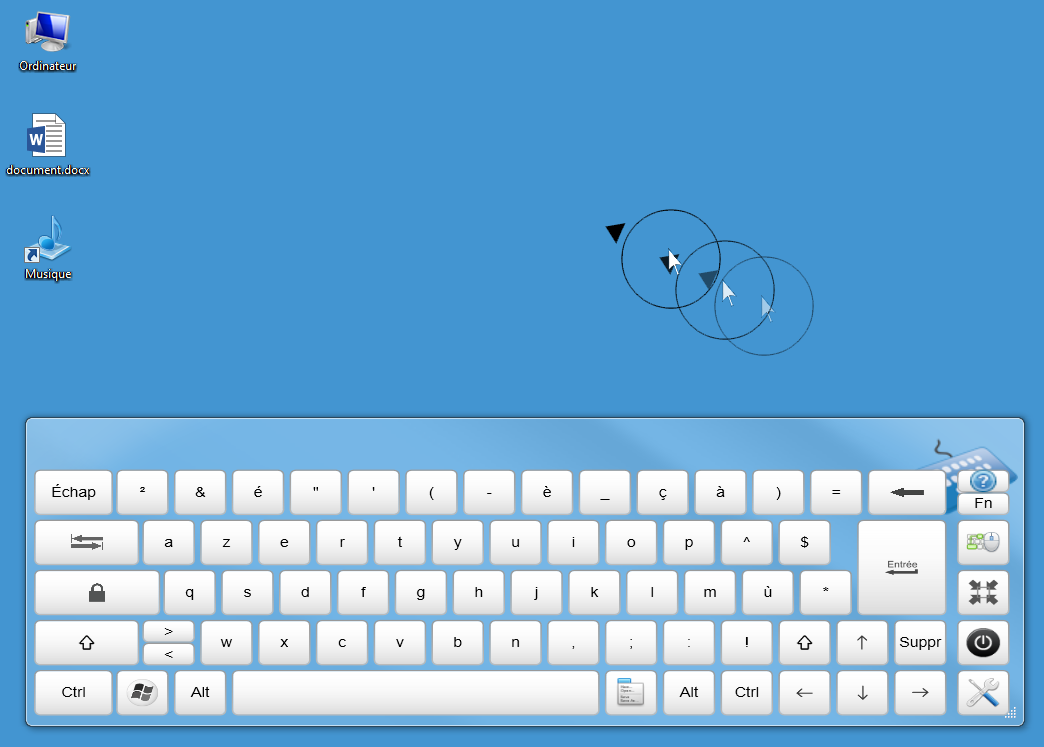 Ordinateur
document.docx
Musique
Échap ² & é " ' ( - è _ ç à ) =
Fn
a z e r t y u i o p ^ $
Entrée
q s d f g h j k l m ù *
>
<
w x c v b n , ; : ! ↑ Suppr
Ctrl Alt Alt Ctrl ← ↓ →